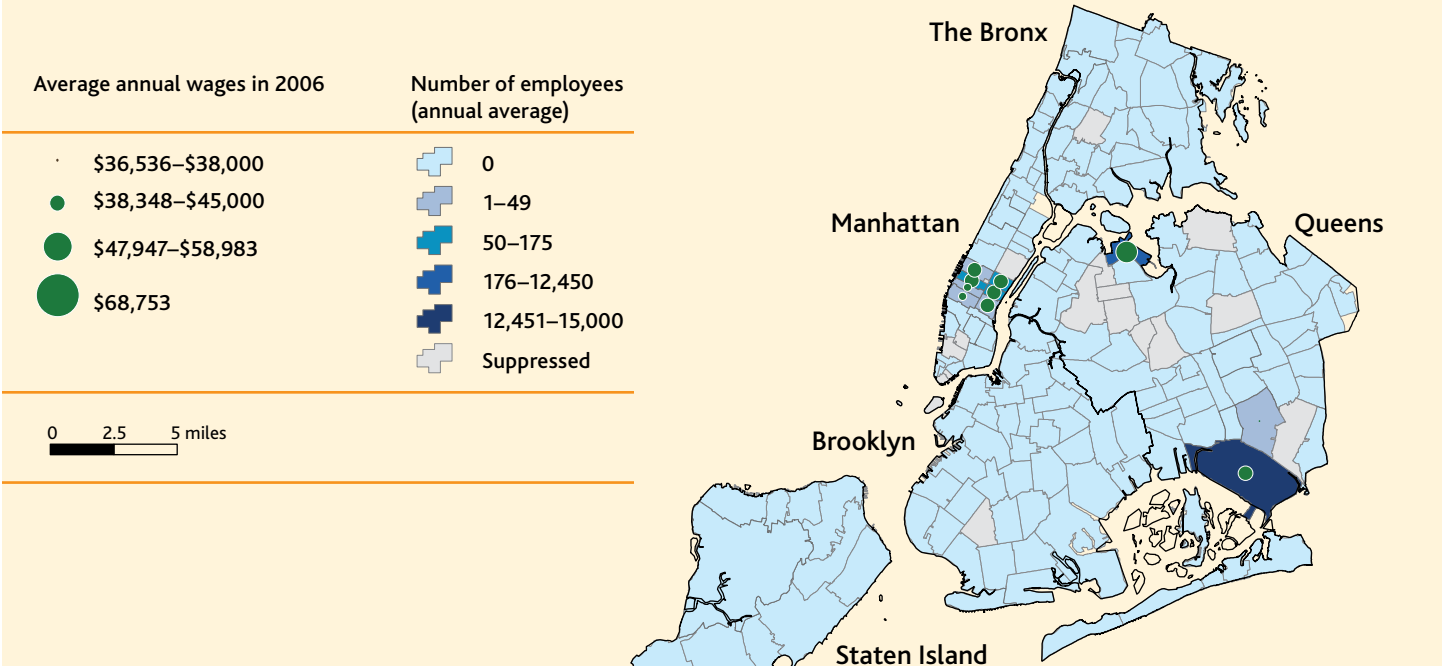 Average annual wages in 2006
$36,536–$38,000
$38,348–$45,000
$47,947–$58,983
$68,753
Number of employees
(annual average)
0
1–49
50–175
176–12,450
12,451–15,000
Suppressed
0 2.5 5 miles
The Bronx
Manhattan
Queens
Brooklyn
Staten Island